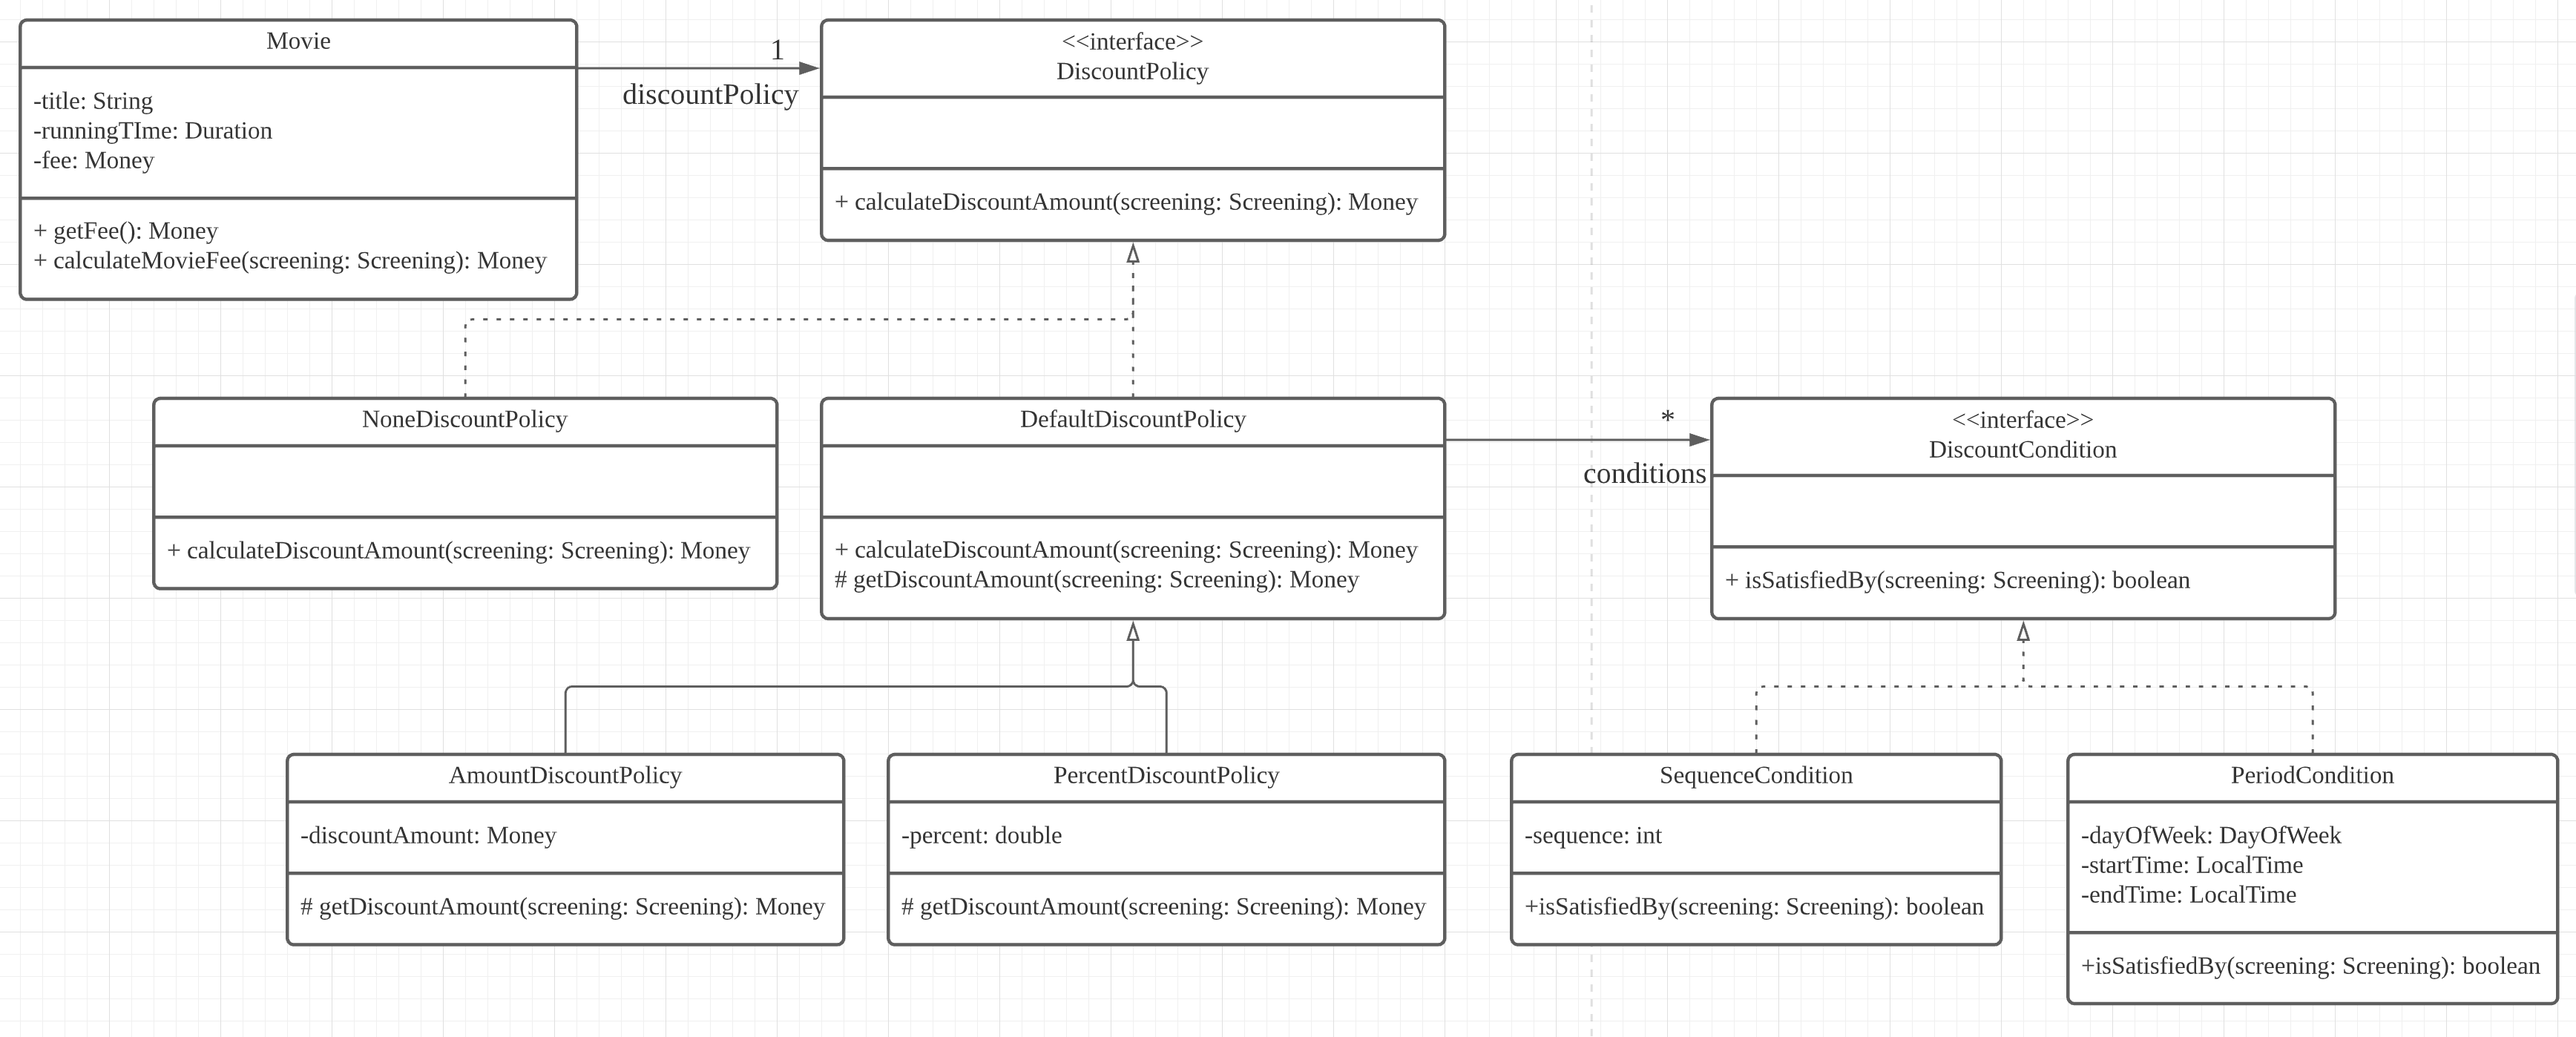 Movie
-title: String
-runningTIme: Duration
-fee: Money
+ getFee(): Money
+ calculateMovieFee(screening: Screening): Money
1
discountPolicy
<<interface>>
DiscountPolicy
+ calculateDiscountAmount(screening: Screening): Money
NoneDiscountPolicy
+ calculateDiscountAmount(screening: Screening): Money
DefaultDiscountPolicy
+ calculateDiscountAmount(screening: Screening): Money
# getDiscountAmount(screening: Screening): Money
*
conditions
<<interface>>
DiscountCondition
+ isSatisfiedBy(screening: Screening): boolean
AmountDiscountPolicy
-discountAmount: Money
# getDiscountAmount(screening: Screening): Money
PercentDiscountPolicy
-percent: double
# getDiscountAmount(screening: Screening): Money
SequenceCondition
-sequence: int
+isSatisfiedBy(screening: Screening): boolean
PeriodCondition
-dayOfWeek: DayOfWeek
-startTime: LocalTime
-endTime: LocalTime
+isSatisfiedBy(screening: Screening): boolean